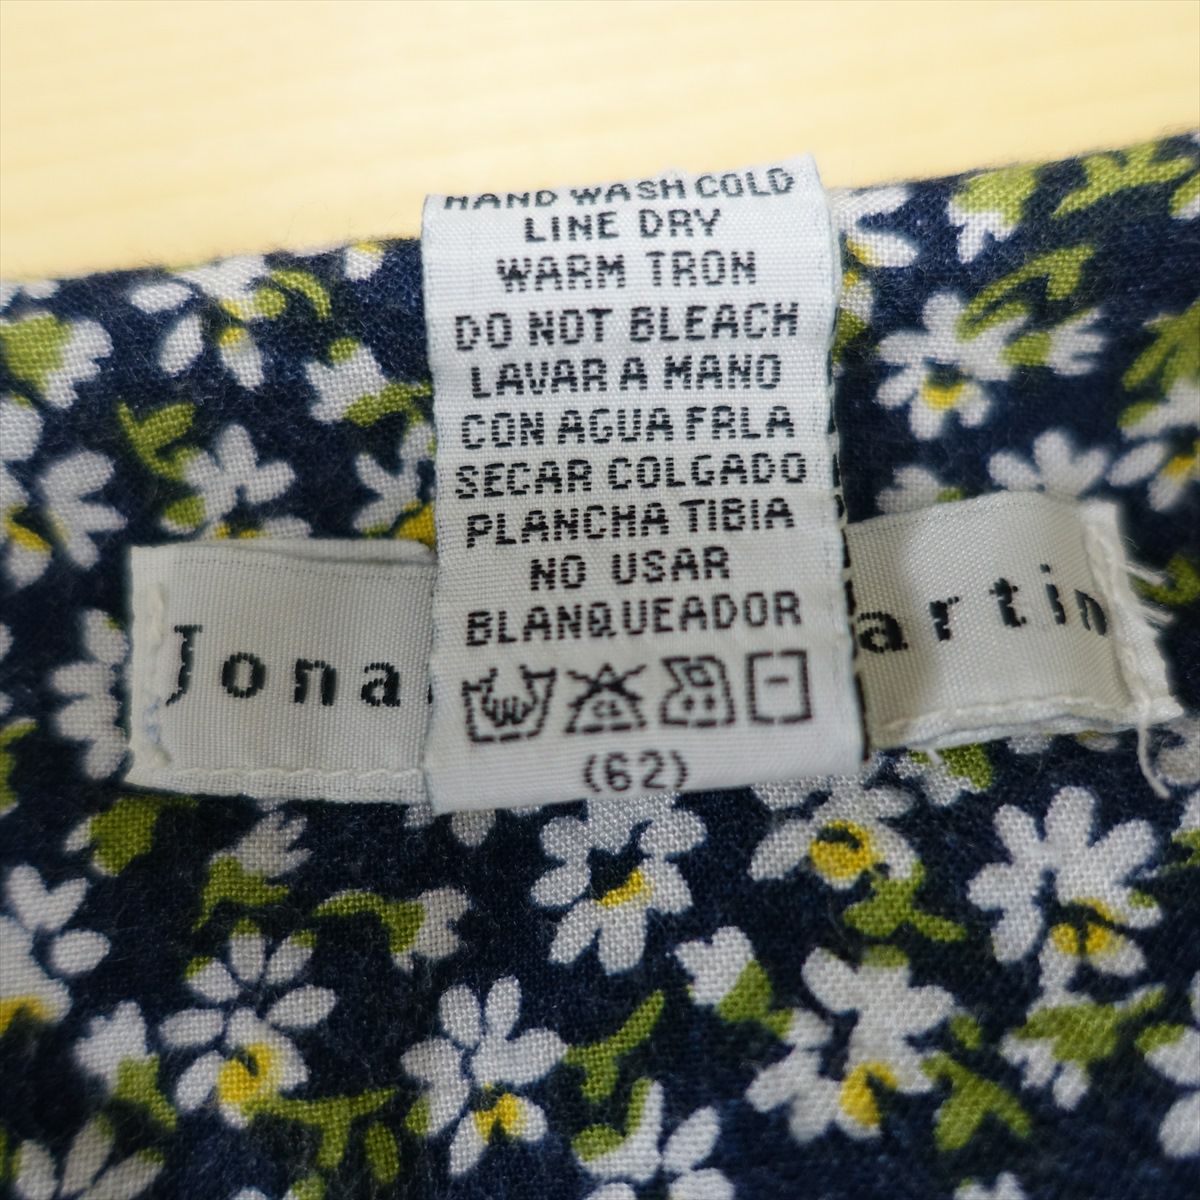 HAND WASH COLD
LINE DRY
WARM TRON
DO NOT BLEACH
LAVAR A MANO
CON AGUA FRLA
SECAR COLGADO
PLANCHA TIBIA
NO USAR
BLANQUEADOR
CL
(62)
Jona artin